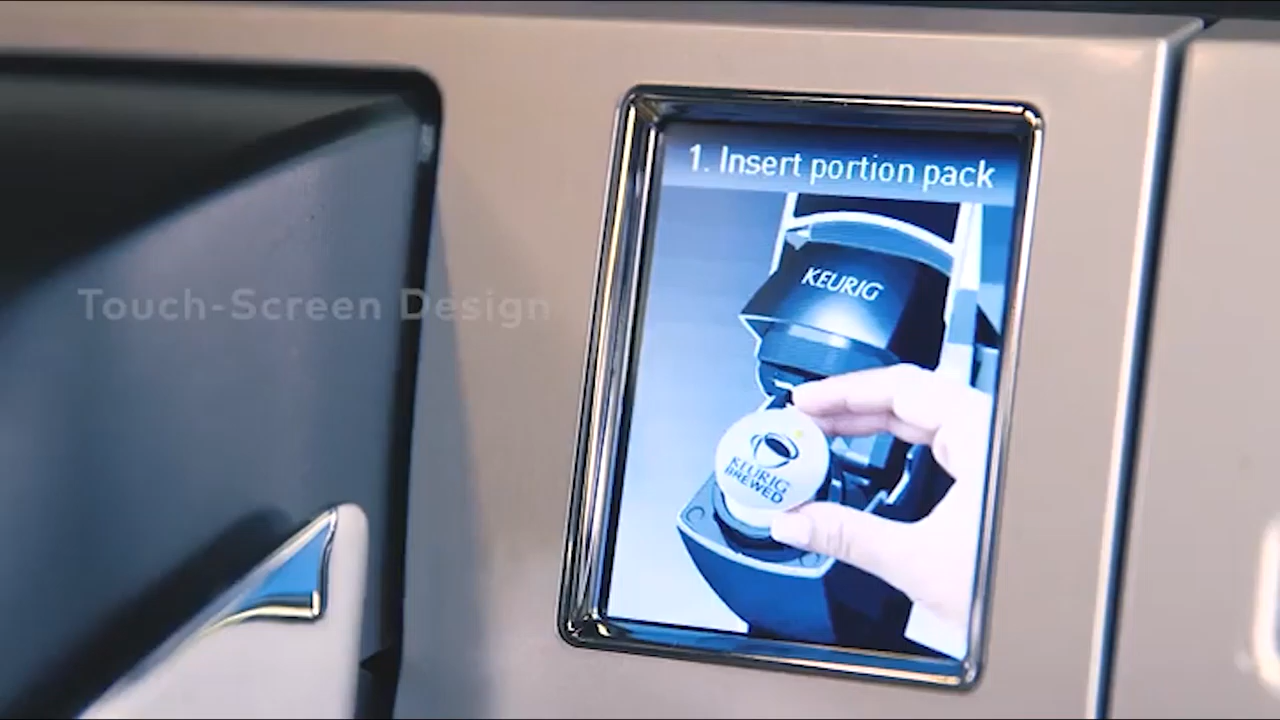 1. Insert portion pack
KEURIG
Touch-Screen Design
KEURIG
BREWED